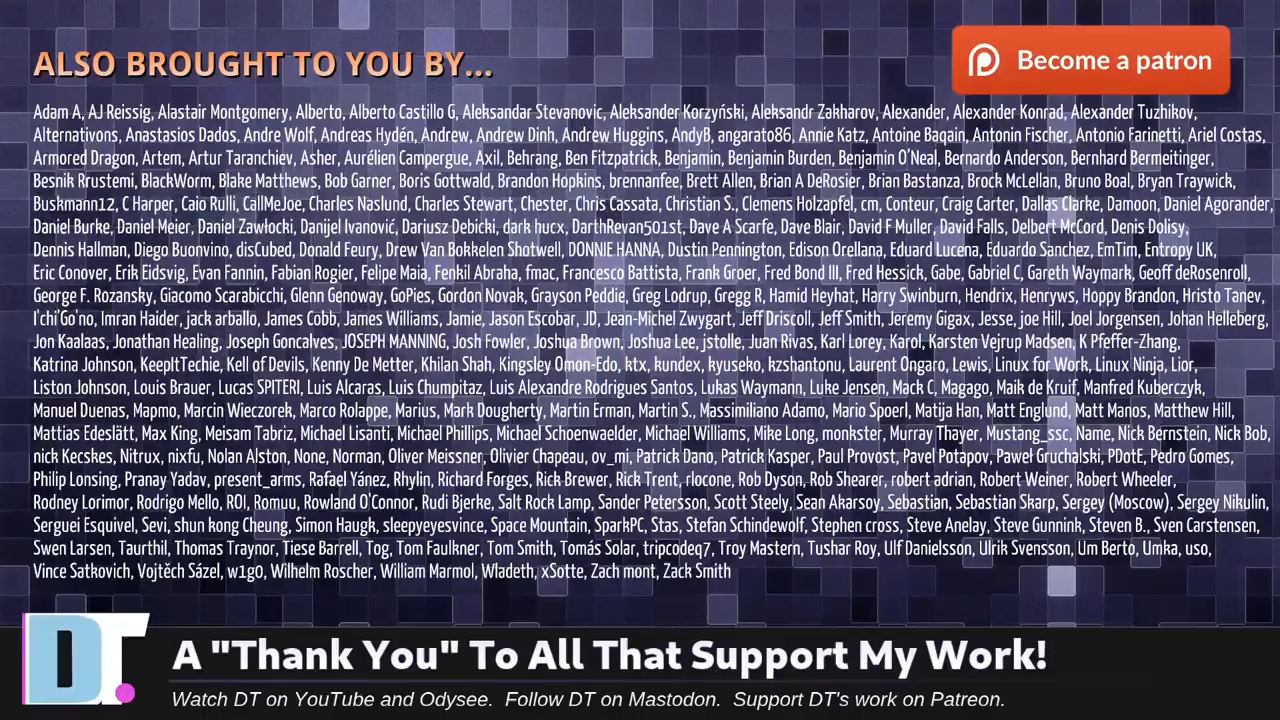 ALSO BROUGHT TO YOU BY...
Become a patron
Adam A, AJ Reissig, Alastair Montgomery, Alberto, Alberto Castillo G, Aleksandar Stevanovic, Aleksander Korzyński, Aleksandr Zakharov, Alexander, Alexander Konrad, Alexander Tuzhikov,
Alternativons, Anastasios Dados, Andre Wolf, Andreas Hydén, Andrew, Andrew Dinh, Andrew Huggins, AndyB, angarato86, Annie Katz, Antoine Baqain, Antonin Fischer, Antonio Farinetti, Ariel Costas,
Armored Dragon, Artem, Artur Taranchiev, Asher, Aurélien Campergue, Axil, Behrang, Ben Fitzpatrick, Benjamin, Benjamin Burden, Benjamin O'Neal, Bernardo Anderson, Bernhard Bermeitinger,
Besnik Rrustemi, BlackWorm, Blake Matthews, Bob Garner, Boris Gottwald, Brandon Hopkins, brennanfee, Brett Allen, Brian A DeRosier, Brian Bastanza, Brock McLellan, Bruno Boal, Bryan Traywick,
Buskmann12, C Harper, Caio Rulli, CallMeJoe, Charles Naslund, Charles Stewart, Chester, Chris Cassata, Christian S., Clemens Holzapfel, cm, Conteur, Craig Carter, Dallas Clarke, Damoon, Daniel Agorander,
Daniel Burke, Daniel Meier, Daniel Zawłocki, Danijel Ivanović, Dariusz Debicki, dark hucx, DarthRevan501st, Dave A Scarfe, Dave Blair, David F Muller, David Falls, Delbert McCord, Denis Dolisy,
Dennis Hallman, Diego Buonvino, disCubed, Donald Feury, Drew Van Bokkelen Shotwell, DONNIE HANNA, Dustin Pennington, Edison Orellana, Eduard Lucena, Eduardo Sanchez, EmTim, Entropy UK,
Eric Conover, Erik Eidsvig, Evan Fannin, Fabian Rogier, Felipe Maia, Fenkil Abraha, fmac, Francesco Battista, Frank Groer, Fred Bond III, Fred Hessick, Gabe, Gabriel C, Gareth Waymark, Geoff deRosenroll,
George F. Rozansky, Giacomo Scarabicchi, Glenn Genoway, GoPies, Gordon Novak, Grayson Peddie, Greg Lodrup, Gregg R, Hamid Heyhat, Harry Swinburn, Hendrix, Henryws, Hoppy Brandon, Hristo Tanev,
I'chi'Go'no, Imran Haider, jack arballo, James Cobb, James Williams, Jamie, Jason Escobar, JD, Jean-Michel Zwygart, Jeff Driscoll, Jeff Smith, Jeremy Gigax, Jesse, joe Hill, Joel Jorgensen, Johan Helleberg,
Jon Kaalaas, Jonathan Healing, Joseph Goncalves, JOSEPH MANNING, Josh Fowler, Joshua Brown, Joshua Lee, jstolle, Juan Rivas, Karl Lorey, Karol, Karsten Vejrup Madsen, K Pfeffer-Zhang,
Katrina Johnson, KeepItTechie, Kell of Devils, Kenny De Metter, Khilan Shah, Kingsley Omon-Edo, ktx, kundex, kyuseko, kzshantonu, Laurent Ongaro, Lewis, Linux for Work, Linux Ninja, Lior,
Liston Johnson, Louis Brauer, Lucas SPITERI, Luis Alcaras, Luis Chumpitaz, Luis Alexandre Rodrigues Santos, Lukas Waymann, Luke Jensen, Mack C, Magago, Maik de Kruif, Manfred Kuberczyk,
Manuel Duenas, Mapmo, Marcin Wieczorek, Marco Rolappe, Marius, Mark Dougherty, Martin Erman, Martin S., Massimiliano Adamo, Mario Spoerl, Matija Han, Matt Englund, Matt Manos, Matthew Hill,
Mattias Edeslätt, Max King, Meisam Tabriz, Michael Lisanti, Michael Phillips, Michael Schoenwaelder, Michael Williams, Mike Long, monkster, Murray Thayer, Mustang_ssc, Name, Nick Bernstein, Nick Bob,
nick Kecskes, Nitrux, nixfu, Nolan Alston, None, Norman, Oliver Meissner, Olivier Chapeau, ov_mi, Patrick Dano, Patrick Kasper, Paul Provost, Pavel Potapov, Paweł Gruchalski, PDotE, Pedro Gomes,
Philip Lonsing, Pranay Yadav, present_arms, Rafael Yánez, Rhylin, Richard Forges, Rick Brewer, Rick Trent, rlocone, Rob Dyson, Rob Shearer, robert adrian, Robert Weiner, Robert Wheeler,
Rodney Lorimor, Rodrigo Mello, ROI, Romuu, Rowland O'Connor, Rudi Bjerke, Salt Rock Lamp, Sander Petersson, Scott Steely, Sean Akarsoy, Sebastian, Sebastian Skarp, Sergey (Moscow), Sergey Nikulin,
Serguei Esquivel, Sevi, shun kong Cheung, Simon Haugk, sleepyeyesvince, Space Mountain, SparkPC, Stas, Stefan Schindewolf, Stephen cross, Steve Anelay, Steve Gunnink, Steven B., Sven Carstensen,
Swen Larsen, Taurthil, Thomas Traynor, Tiese Barrell, Tog, Tom Faulkner, Tom Smith, Tomás Solar, tripcodeq7, Troy Mastern, Tushar Roy, Ulf Danielsson, Ulrik Svensson, Um Berto, Umka, uso,
Vince Satkovich, Vojtěch Sázel, w1g0, Wilhelm Roscher, William Marmol, Wladeth, xSotte, Zach mont, Zack Smith
DT
A "Thank You" To All That Support My Work!
Watch DT on YouTube and Odysee. Follow DT on Mastodon. Support DT's work on Patreon.